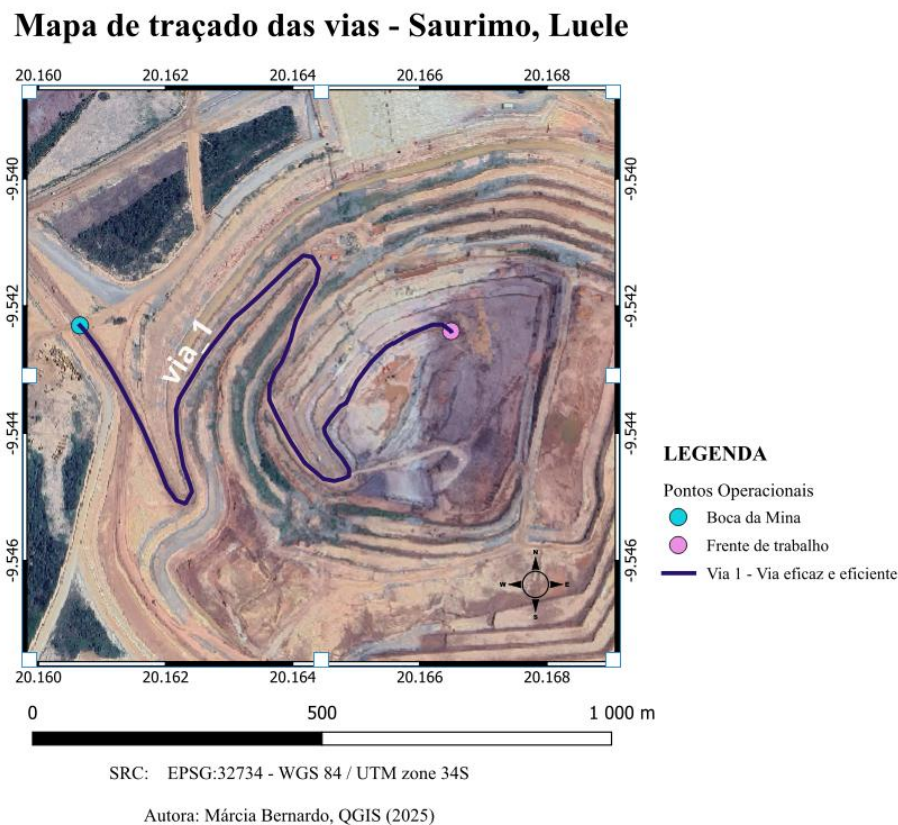 Mapa de traçado das vias - Saurimo, Luele
20.160 20.162 20.164 20.166 20.168
-9.540 -9.540
-9.542 -9.542
via_1
-9.544 -9.544
LEGENDA
Pontos Operacionais
Boca da Mina
Frente de trabalho
Via 1 - Via eficaz e eficiente
-9.546 -9.546
N
W E
S
20.160 20.162 20.164 20.166 20.168
0 500 1 000 m
SRC: EPSG:32734 - WGS 84 / UTM zone 34S
Autora: Márcia Bernardo, QGIS (2025)